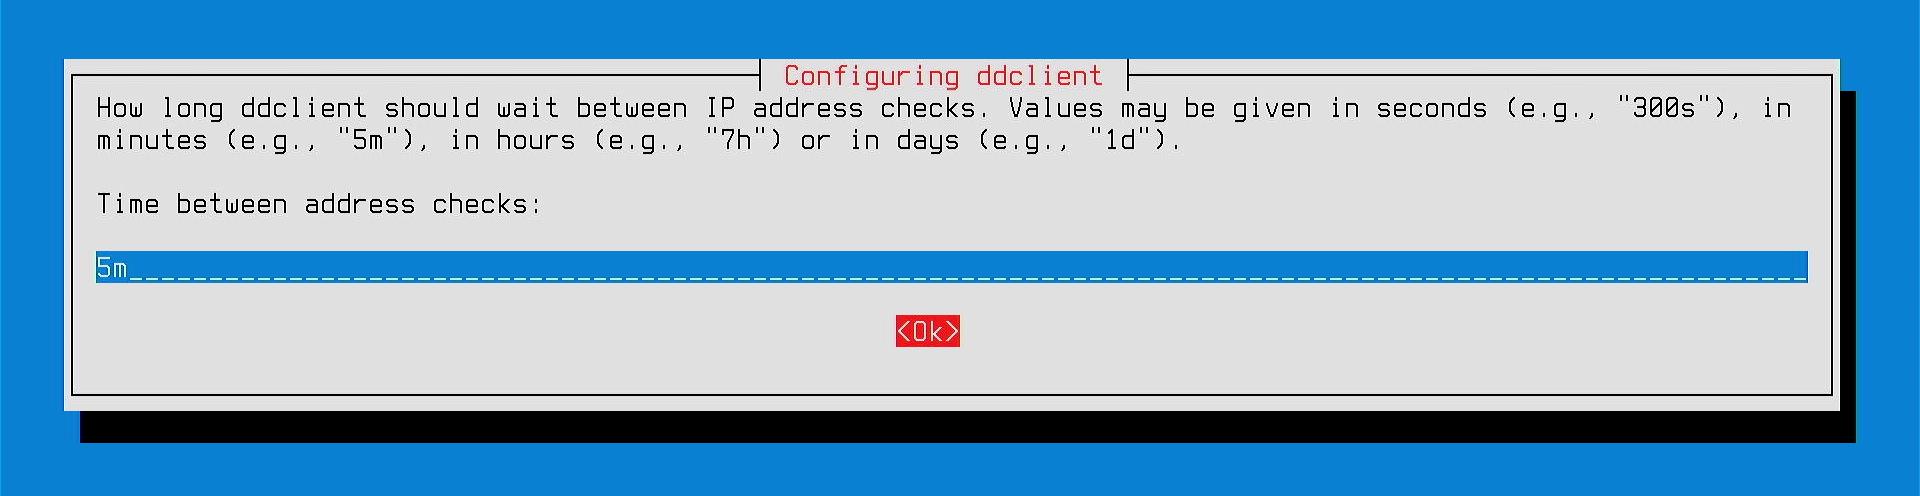 Configuring ddclient
How long ddclient should wait between IP address checks. Values may be given in seconds (e.g., "300s"), in
minutes (e.g., "5m"), in hours (e.g., "7h") or in days (e.g., "1d").
Time between address checks:
5m
<Ok>